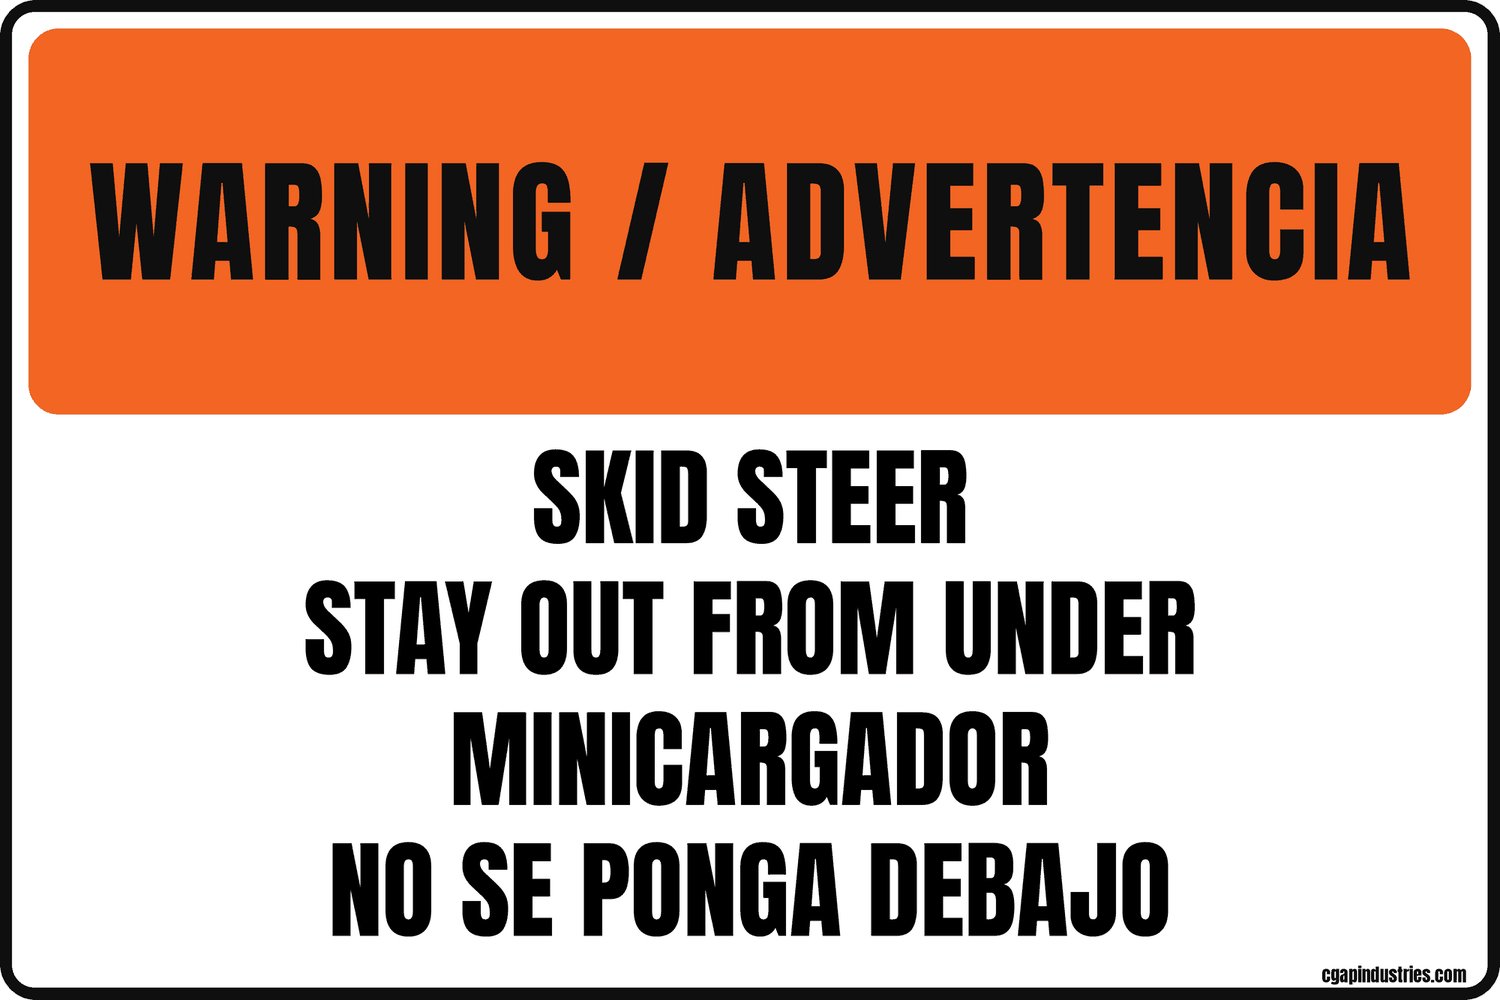 WARNING / ADVERTENCIA
SKID STEER
STAY OUT FROM UNDER
MINICARGADOR
NO SE PONGA DEBAJO
cgapindustries.com